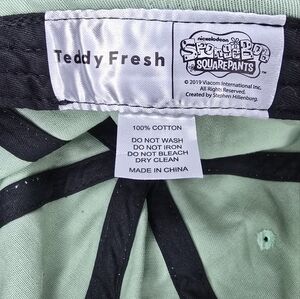 Teddy Fresh
nickelodeon
SpongeBob
SQUAREPANTS
© 2019 Viacom International Inc.
All Rights Reserved.
Created by Stephen Hillenburg.
100% COTTON
DO NOT WASH
DO NOT IRON
DO NOT BLEACH
DRY CLEAN
MADE IN CHINA